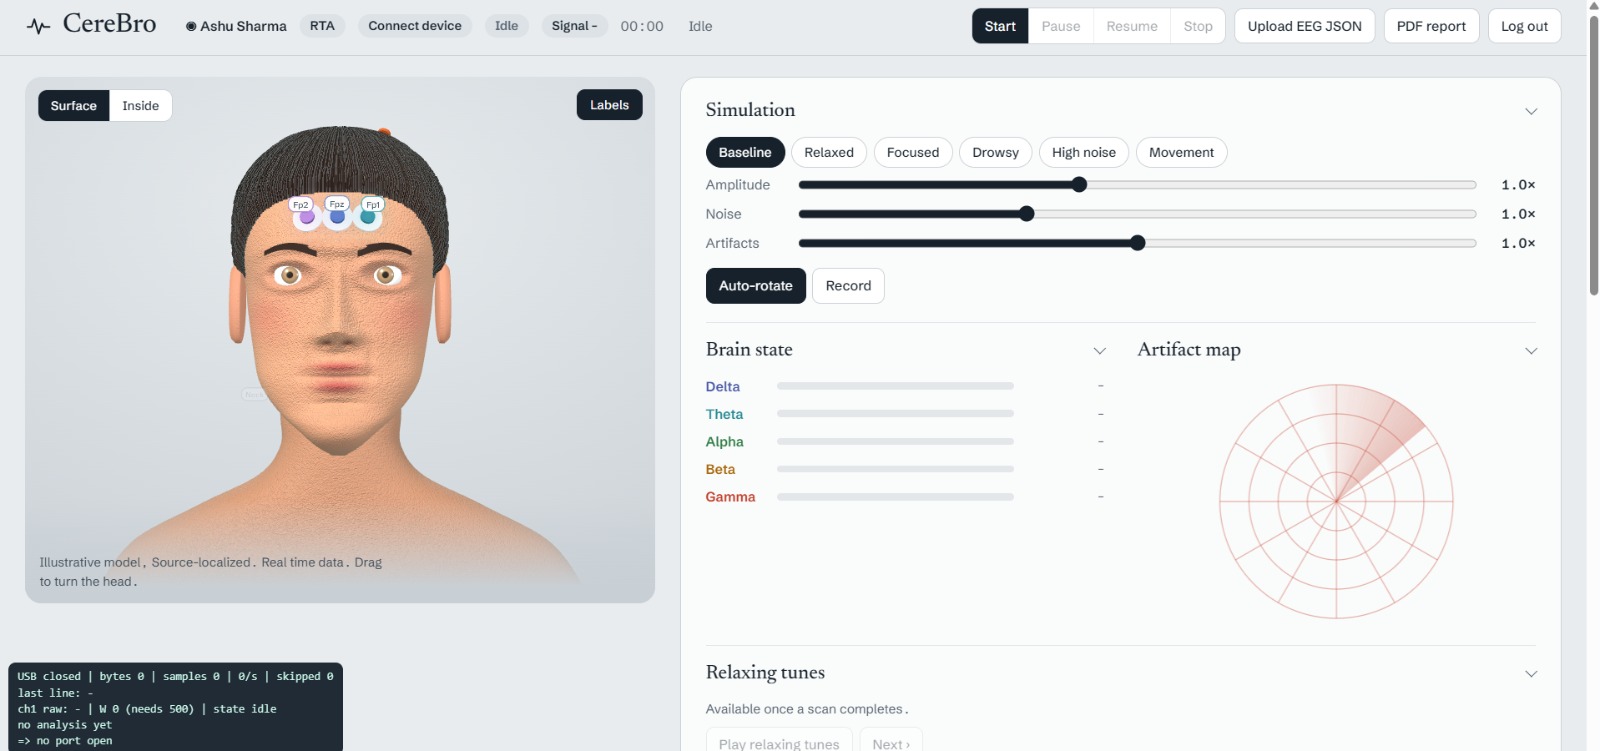 CereBro
◉ Ashu Sharma
RTA
Connect device
Idle
Signal -
00:00
Idle
Start
Pause
Resume
Stop
Upload EEG JSON
PDF report
Log out
Surface
Inside
Labels
Fp2
Fpz
Fp1
Illustrative model, Source-localized. Real time data. Drag
to turn the head.
Simulation
Baseline
Relaxed
Focused
Drowsy
High noise
Movement
Amplitude 1.0×
Noise 1.0×
Artifacts 1.0×
Auto-rotate
Record
Brain state
Delta -
Theta -
Alpha -
Beta -
Gamma -
Artifact map
Relaxing tunes
Available once a scan completes.
Play relaxing tunes
Next ›
USB closed | bytes 0 | samples 0 | 0/s | skipped 0
last line: -
ch1 raw: - | W 0 (needs 500) | state idle
no analysis yet
=> no port open